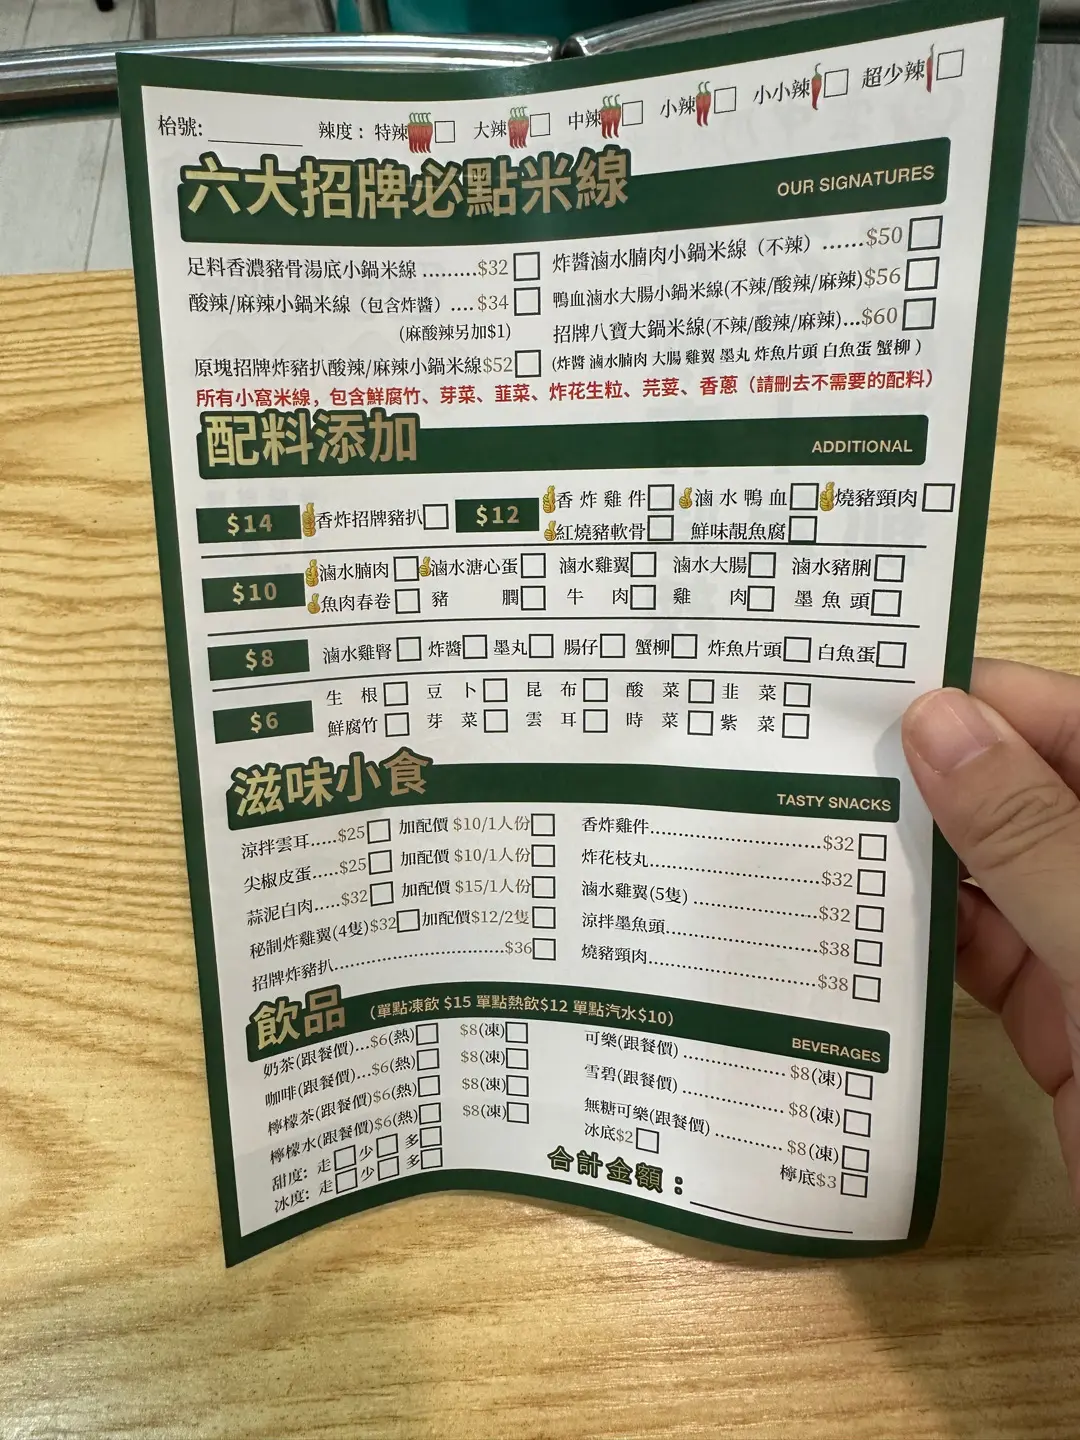 枱號:
辣度：特辣 大辣 中辣 小辣 小小辣 超少辣
六大招牌必點米線 OUR SIGNATURES
足料香濃豬骨湯底小鍋米線 .........$32
酸辣/麻辣小鍋米線（包含炸醬）....$34
(麻酸辣另加$1)
原塊招牌炸豬扒酸辣/麻辣小鍋米線$52
炸醬滷水腩肉小鍋米線（不辣）......$50
鴨血滷水大腸小鍋米線(不辣/酸辣/麻辣)$56
招牌八寶大鍋米線(不辣/酸辣/麻辣)...$60
(炸醬 滷水腩肉 大腸 雞翼 墨丸 炸魚片頭 白魚蛋 蟹柳 )
所有小窩米線，包含鮮腐竹、芽菜、韮菜、炸花生粒、芫荽、香蔥（請刪去不需要的配料）
配料添加 ADDITIONAL
$14 香炸招牌豬扒 $12 香炸雞件 滷水鴨血 燒豬頸肉
紅燒豬軟骨 鮮味靚魚腐
$10 滷水腩肉 滷水溏心蛋 滷水雞翼 滷水大腸 滷水豬脷
魚肉春卷 豬膶 牛肉 雞肉 墨魚頭
$8 滷水雞腎 炸醬 墨丸 腸仔 蟹柳 炸魚片頭 白魚蛋
$6 生根 豆卜 昆布 酸菜 韭菜
鮮腐竹 芽菜 雲耳 時菜 紫菜
滋味小食 TASTY SNACKS
涼拌雲耳.....$25 加配價 $10/1人份
尖椒皮蛋.....$25 加配價 $10/1人份
蒜泥白肉.....$32 加配價 $15/1人份
秘制炸雞翼(4隻)$32 加配價$12/2隻
招牌炸豬扒................................$36
香炸雞件................................$32
炸花枝丸................................$32
滷水雞翼(5隻) ........................$32
涼拌墨魚頭............................$38
燒豬頸肉................................$38
飲品 （單點凍飲 $15 單點熱飲$12 單點汽水$10） BEVERAGES
奶茶(跟餐價)...$6(熱) $8(凍)
咖啡(跟餐價)...$6(熱) $8(凍)
檸檬茶(跟餐價)$6(熱) $8(凍)
檸檬水(跟餐價)$6(熱) $8(凍)
甜度: 走 少 多
冰度: 走 少 多
可樂(跟餐價) ................$8(凍)
雪碧(跟餐價) ................$8(凍)
無糖可樂(跟餐價) ...........$8(凍)
冰底$2 檸底$3
合計金額：